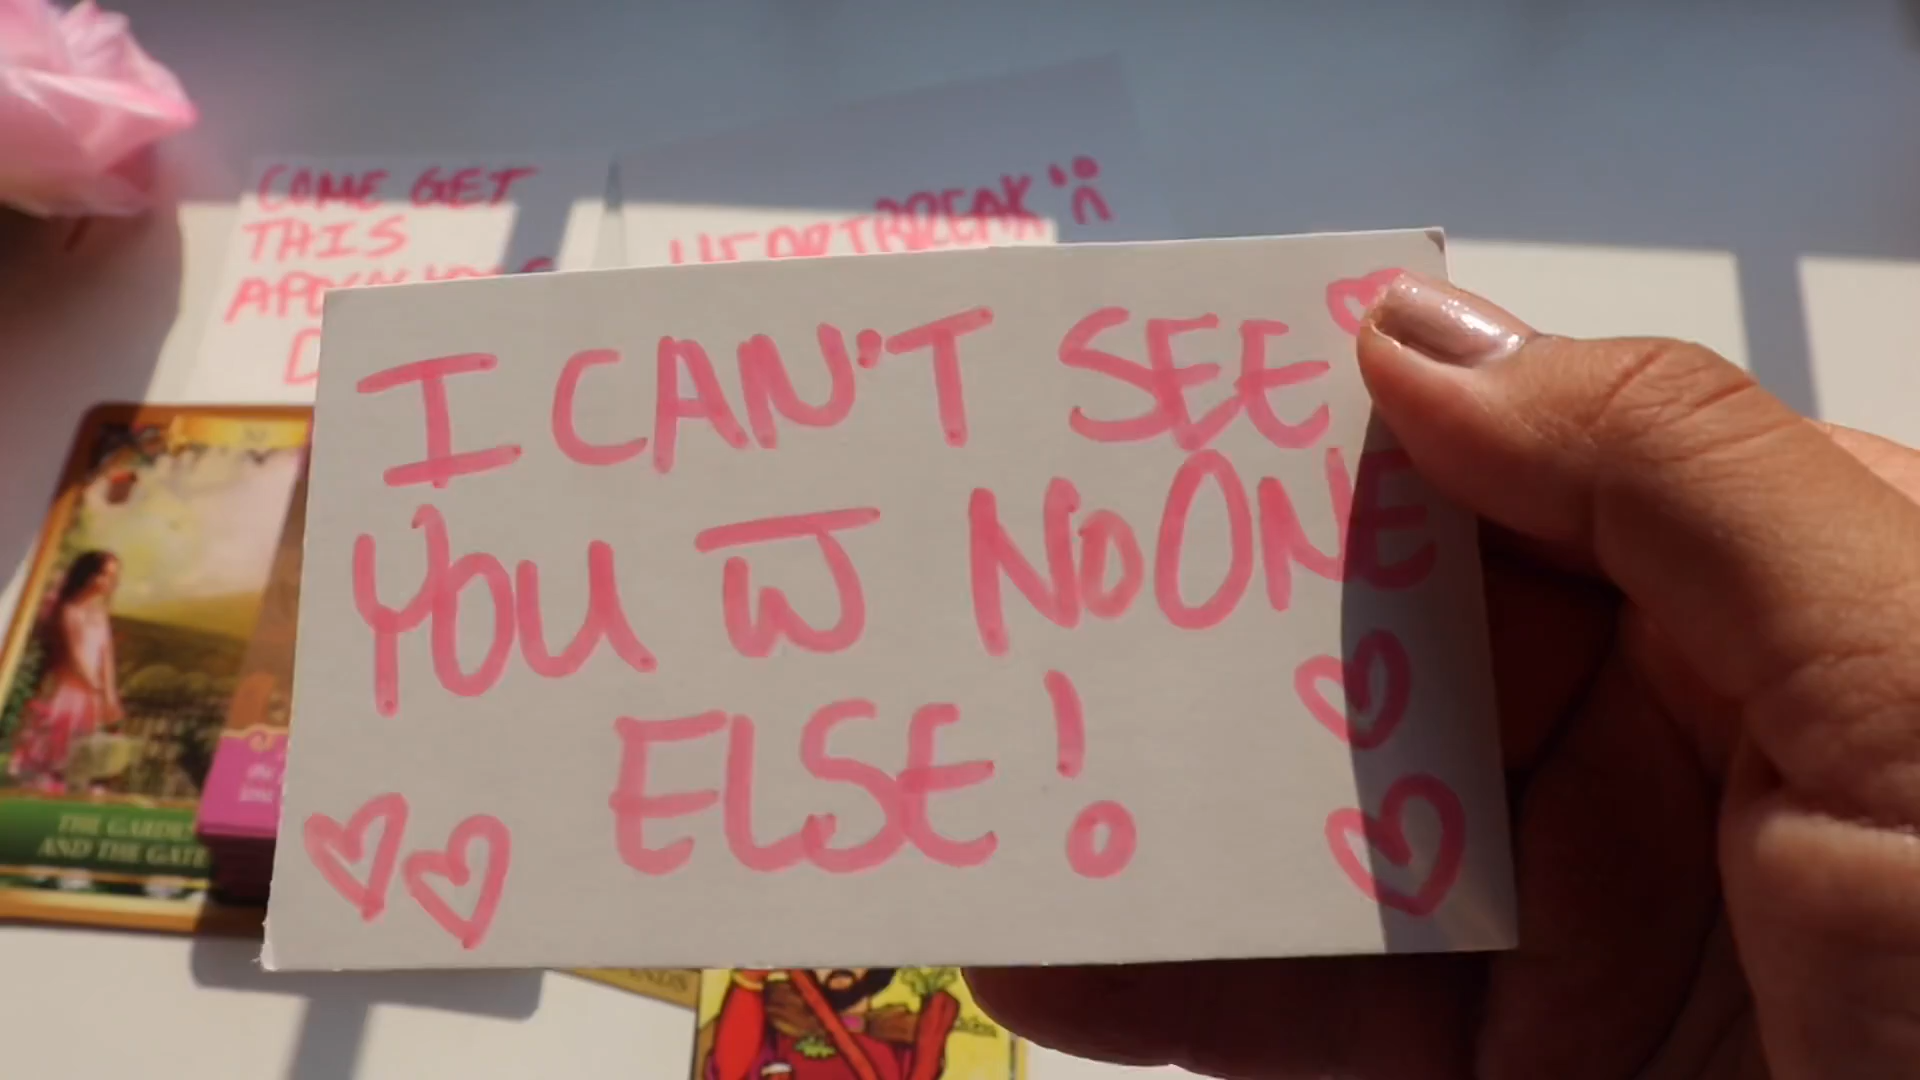 COME GET
THIS
HEARTBREAK
I CAN'T SEE
YOU W NO ONE
ELSE!
THE GARDEN
AND THE GATE